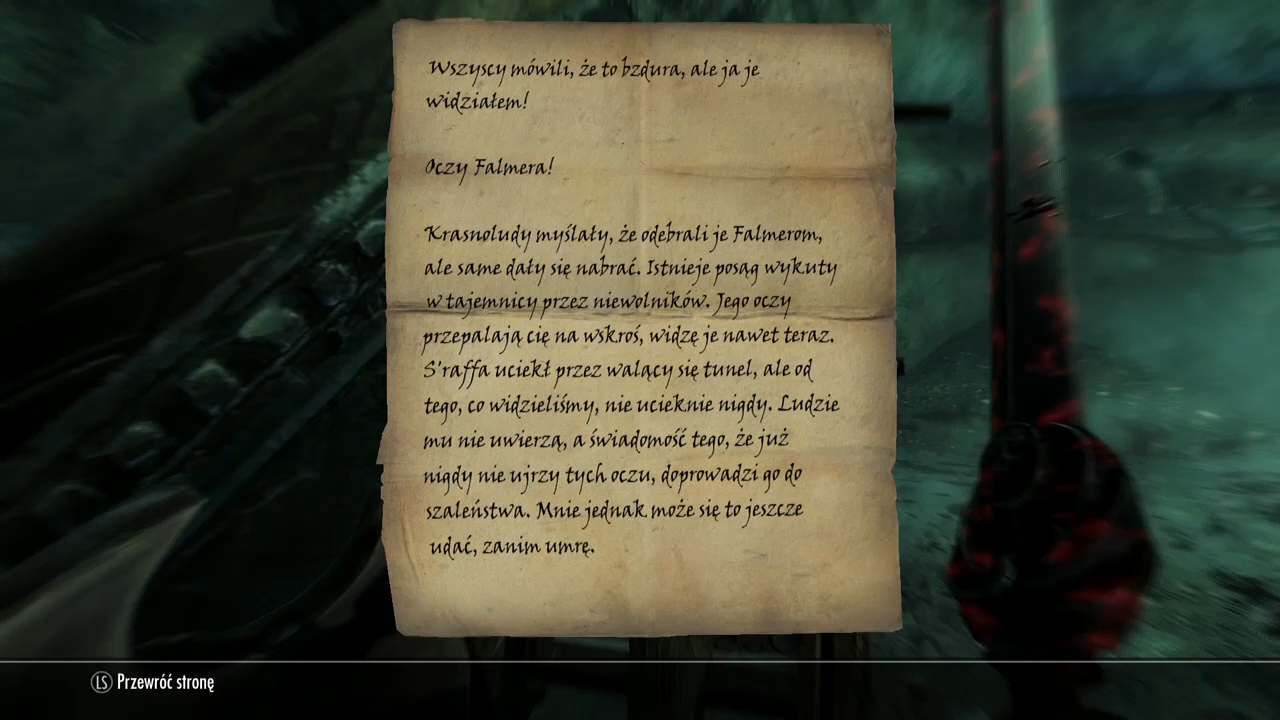 Wszyscy mówili, że to bzdura, ale ja je
widziałem!
Oczy Falmera!
Krasnoludy myślały, że odebrali je Falmerom,
ale same dały się nabrać. Istnieje posąg wykuty
w tajemnicy przez niewolników. Jego oczy
przepalają cię na wskroś, widzę je nawet teraz.
S'raffa uciekł przez walący się tunel, ale od
tego, co widzieliśmy, nie ucieknie nigdy. Ludzie
mu nie uwierzą, a świadomość tego, że już
nigdy nie ujrzy tych oczu, doprowadzi go do
szaleństwa. Mnie jednak może się to jeszcze
udać, zanim umrę.
LS Przewróć stronę